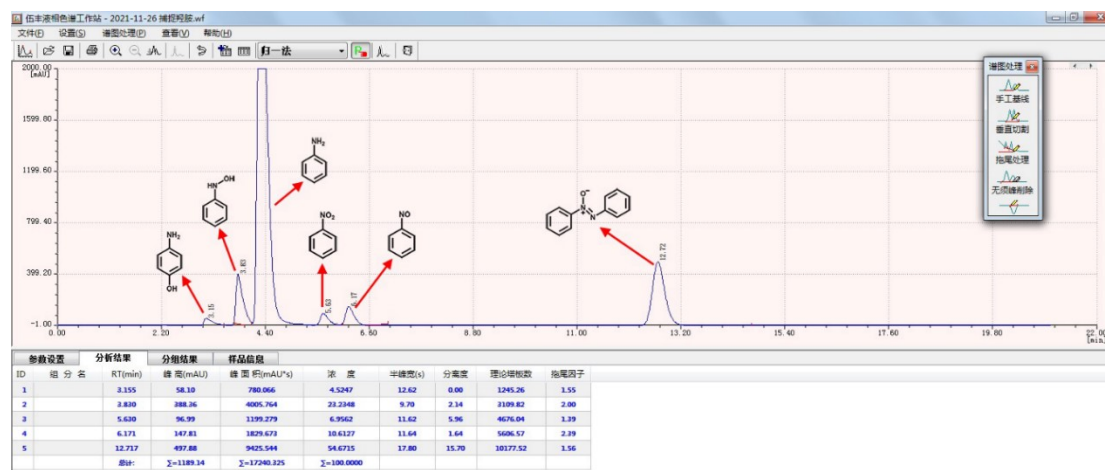 伍丰液相色谱工作站 - 2021-11-26 捕捉羟胺.wf
文件(F) 设置(S) 谱图处理(P) 查看(V) 帮助(H)
归一法
2000.00
[mAU]
1599.80
1199.60
799.40
399.20
-1.00
0.00 2.20 4.40 6.60 8.80 11.00 13.20 15.40 17.60 19.80 22.00
[min]
NH₂
OH
3.15
HN OH
3.83
NH₂
NO₂
5.63
NO
6.17
O⁻
N⁺
N
12.72
谱图处理
手工基线
垂直切割
拖尾处理
无须峰削除
参数设置 分析结果 分组结果 样品信息
ID 组 分 名 RT(min) 峰 高(mAU) 峰 面 积(mAU*s) 浓 度 半峰宽(s) 分离度 理论塔板数 拖尾因子
1 3.155 58.10 780.066 4.5247 12.62 0.00 1245.26 1.55
2 3.830 388.36 4005.764 23.2348 9.70 2.14 3109.82 2.00
3 5.630 96.99 1199.279 6.9562 11.62 5.96 4676.04 1.39
4 6.171 147.81 1829.673 10.6127 11.64 1.64 5606.57 2.39
5 12.717 497.88 9425.544 54.6715 17.80 15.70 10177.52 1.56
总计: Σ=1189.14 Σ=17240.325 Σ=100.0000